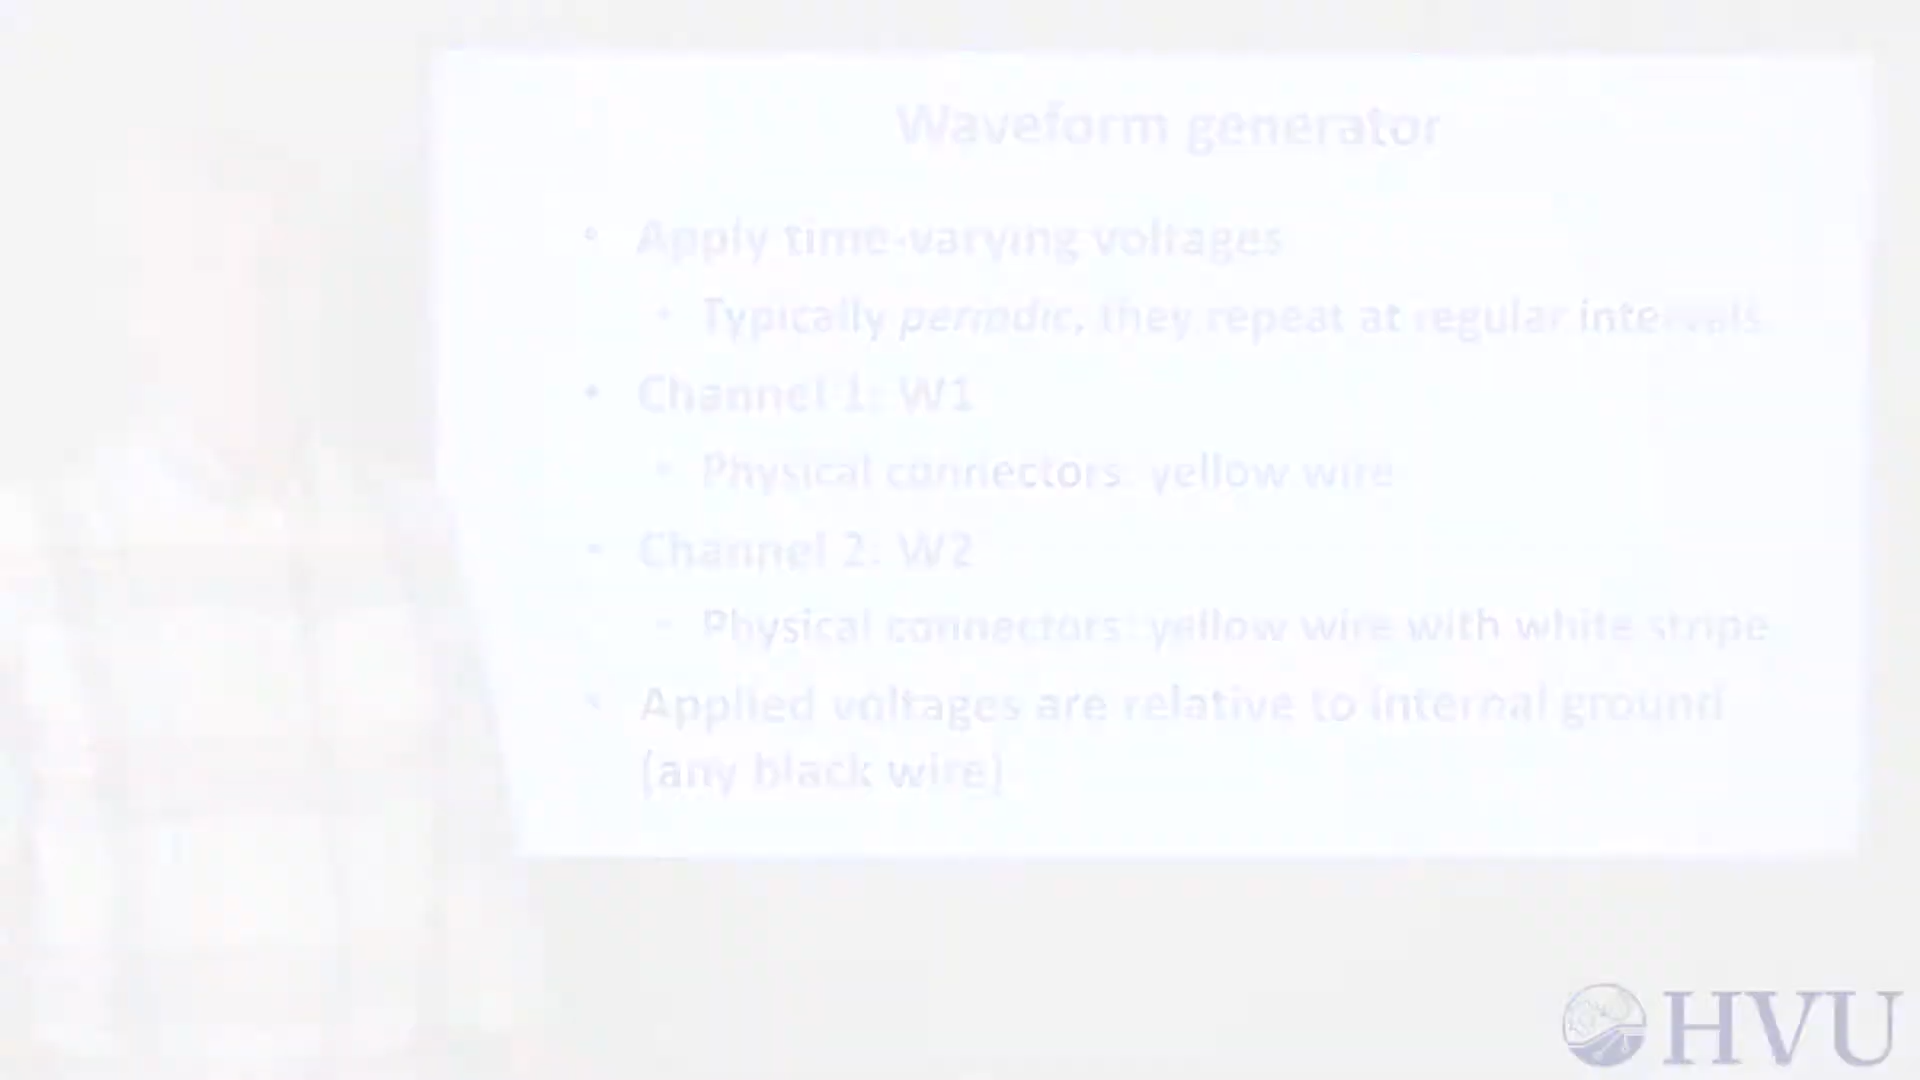 Waveform generator
• Apply time-varying voltages
• Typically periodic, they repeat at regular intervals
• Channel 1: W1
• Physical connectors: yellow wire
• Channel 2: W2
• Physical connectors: yellow wire with white stripe
• Applied voltages are relative to internal ground
(any black wire)
HVU